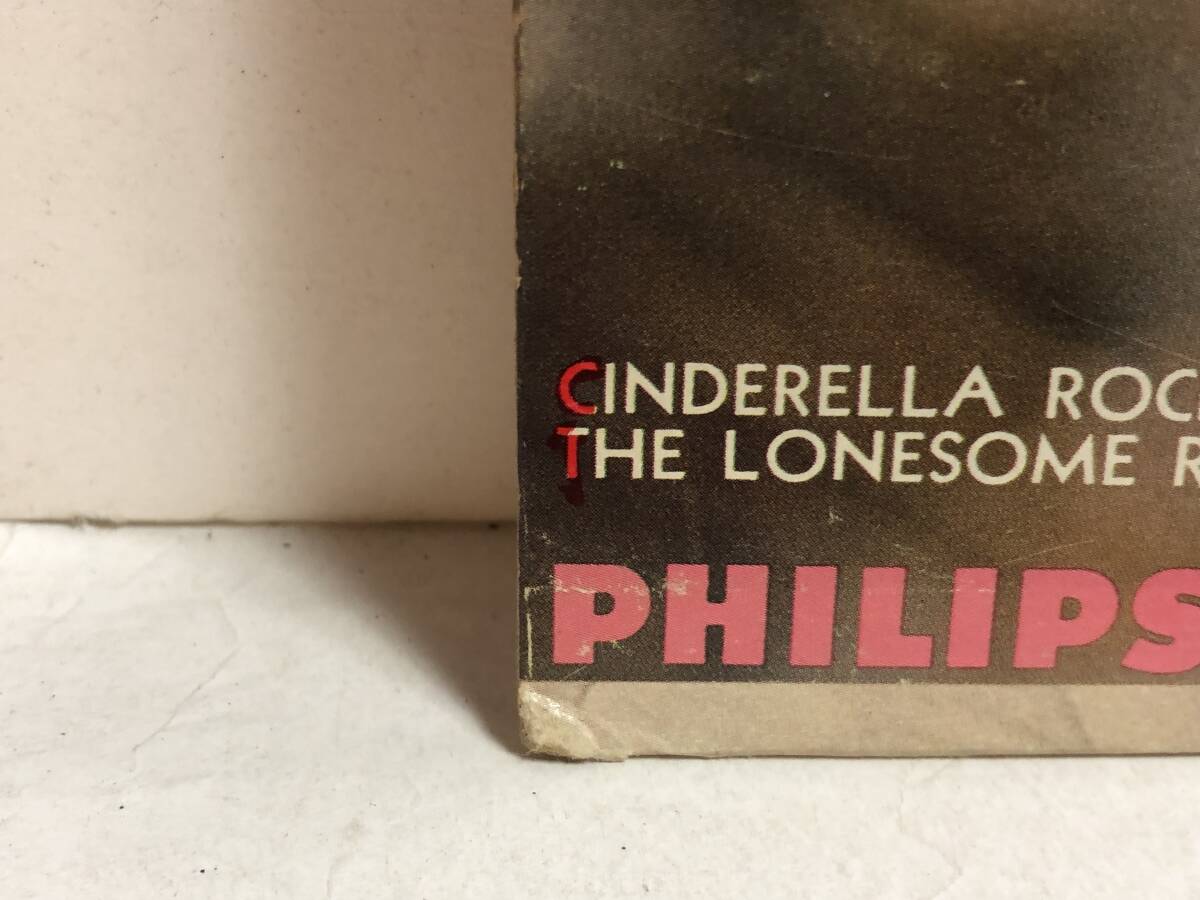 CINDERELLA ROC
THE LONESOME R
PHILIPS